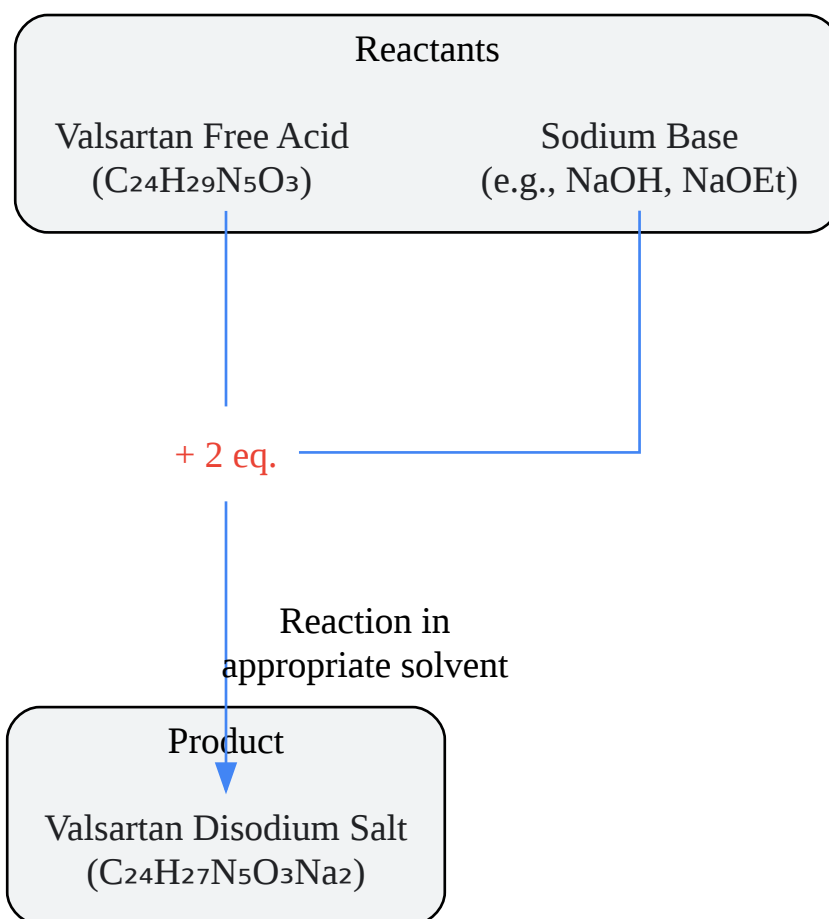 Reactants
Valsartan Free Acid
(C₂₄H₂₉N₅O₃)
Sodium Base
(e.g., NaOH, NaOEt)
+ 2 eq.
Reaction in
appropriate solvent
Product
Valsartan Disodium Salt
(C₂₄H₂₇N₅O₃Na₂)